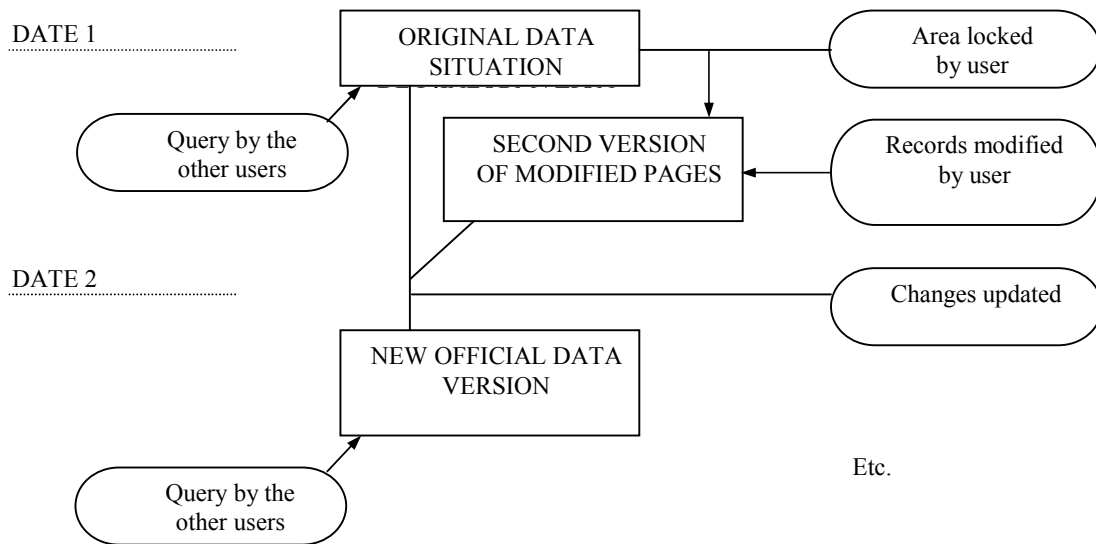 DATE 1
ORIGINAL DATA
SITUATION
Area locked
by user
Query by the
other users
SECOND VERSION
OF MODIFIED PAGES
Records modified
by user
DATE 2
Changes updated
NEW OFFICIAL DATA
VERSION
Etc.
Query by the
other users